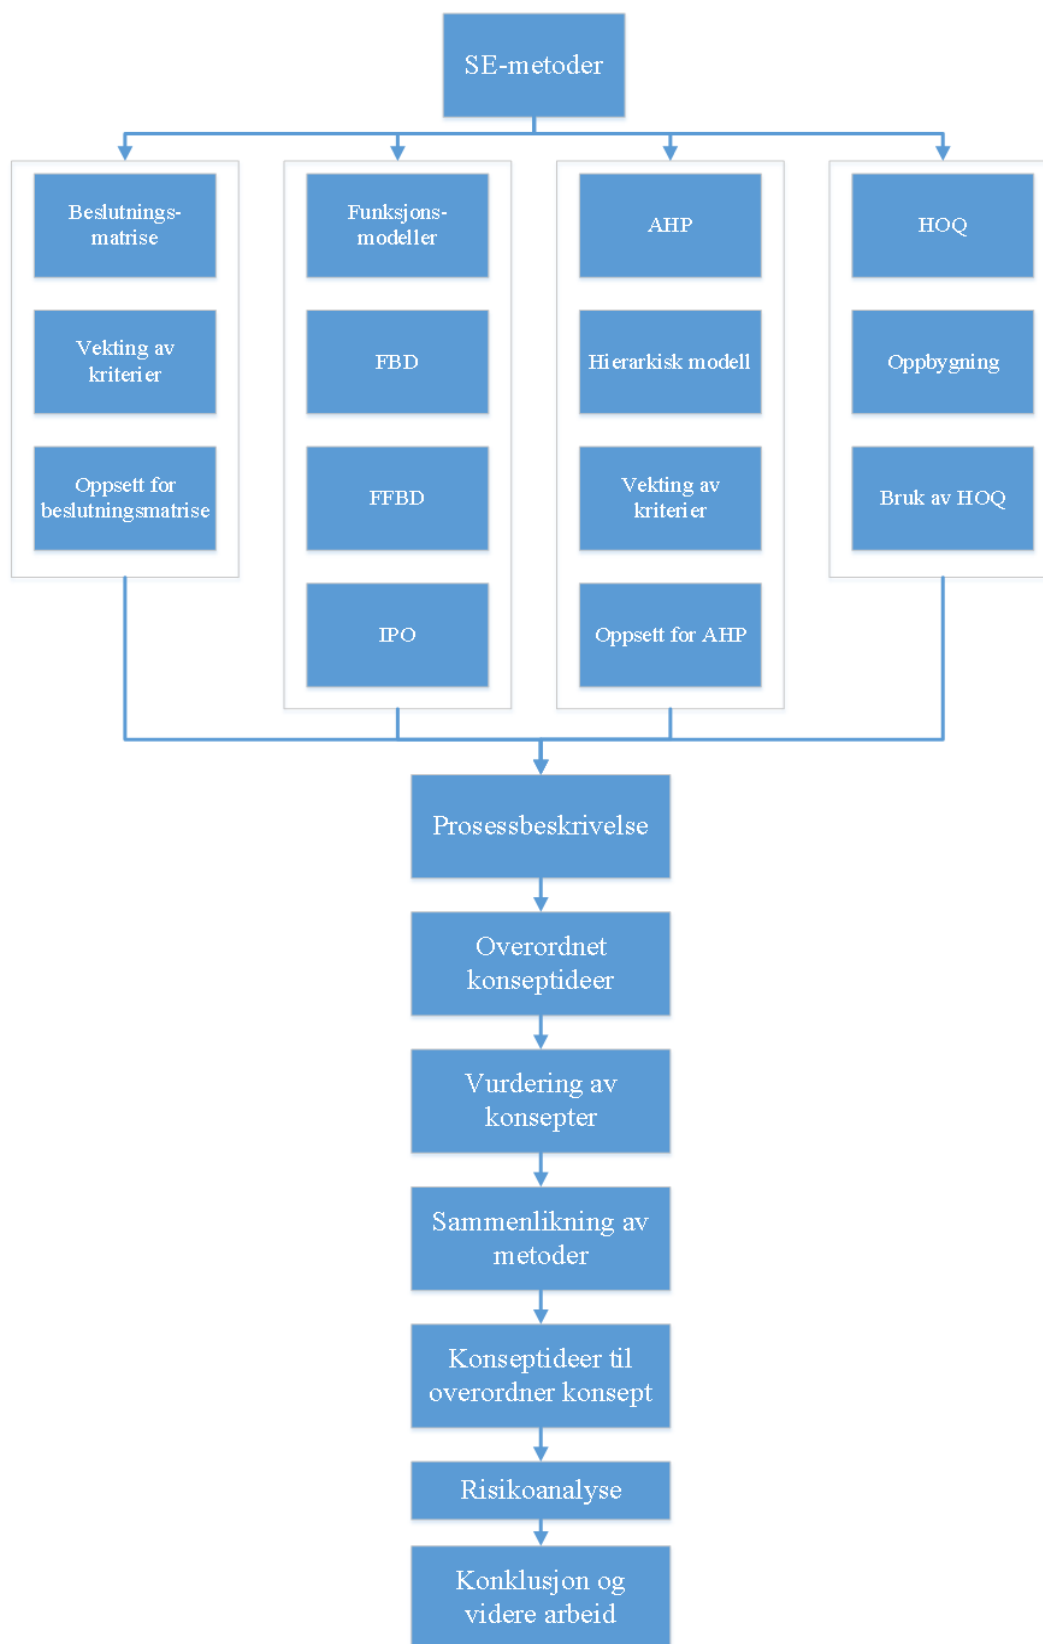 SE-metoder
Beslutnings-
matrise
Vekting av
kriterier
Oppsett for
beslutningsmatrise
Funksjons-
modeller
FBD
FFBD
IPO
AHP
Hierarkisk modell
Vekting av
kriterier
Oppsett for AHP
HOQ
Oppbygning
Bruk av HOQ
Prosessbeskrivelse
Overordnet
konseptideer
Vurdering av
konsepter
Sammenlikning av
metoder
Konseptideer til
overordner konsept
Risikoanalyse
Konklusjon og
videre arbeid